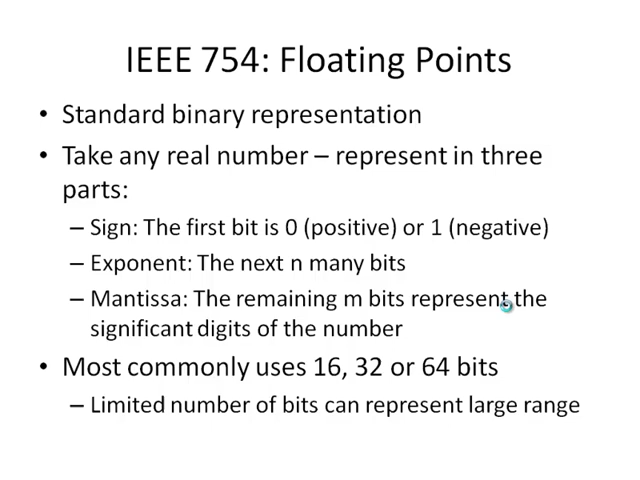 IEEE 754: Floating Points
• Standard binary representation
• Take any real number – represent in three
parts:
– Sign: The first bit is 0 (positive) or 1 (negative)
– Exponent: The next n many bits
– Mantissa: The remaining m bits represent the
significant digits of the number
• Most commonly uses 16, 32 or 64 bits
– Limited number of bits can represent large range